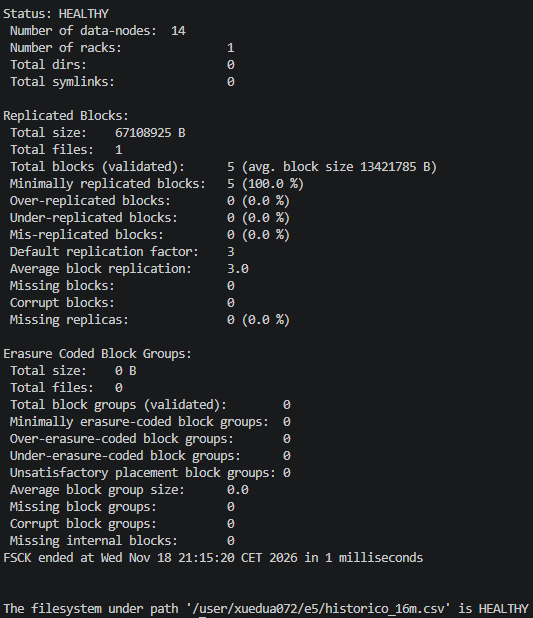 Status: HEALTHY
Number of data-nodes: 14
Number of racks: 1
Total dirs: 0
Total symlinks: 0
Replicated Blocks:
Total size: 67108925 B
Total files: 1
Total blocks (validated): 5 (avg. block size 13421785 B)
Minimally replicated blocks: 5 (100.0 %)
Over-replicated blocks: 0 (0.0 %)
Under-replicated blocks: 0 (0.0 %)
Mis-replicated blocks: 0 (0.0 %)
Default replication factor: 3
Average block replication: 3.0
Missing blocks: 0
Corrupt blocks: 0
Missing replicas: 0 (0.0 %)
Erasure Coded Block Groups:
Total size: 0 B
Total files: 0
Total block groups (validated): 0
Minimally erasure-coded block groups: 0
Over-erasure-coded block groups: 0
Under-erasure-coded block groups: 0
Unsatisfactory placement block groups: 0
Average block group size: 0.0
Missing block groups: 0
Corrupt block groups: 0
Missing internal blocks: 0
FSCK ended at Wed Nov 18 21:15:20 CET 2026 in 1 milliseconds
The filesystem under path '/user/xuedua072/e5/historico_16m.csv' is HEALTHY